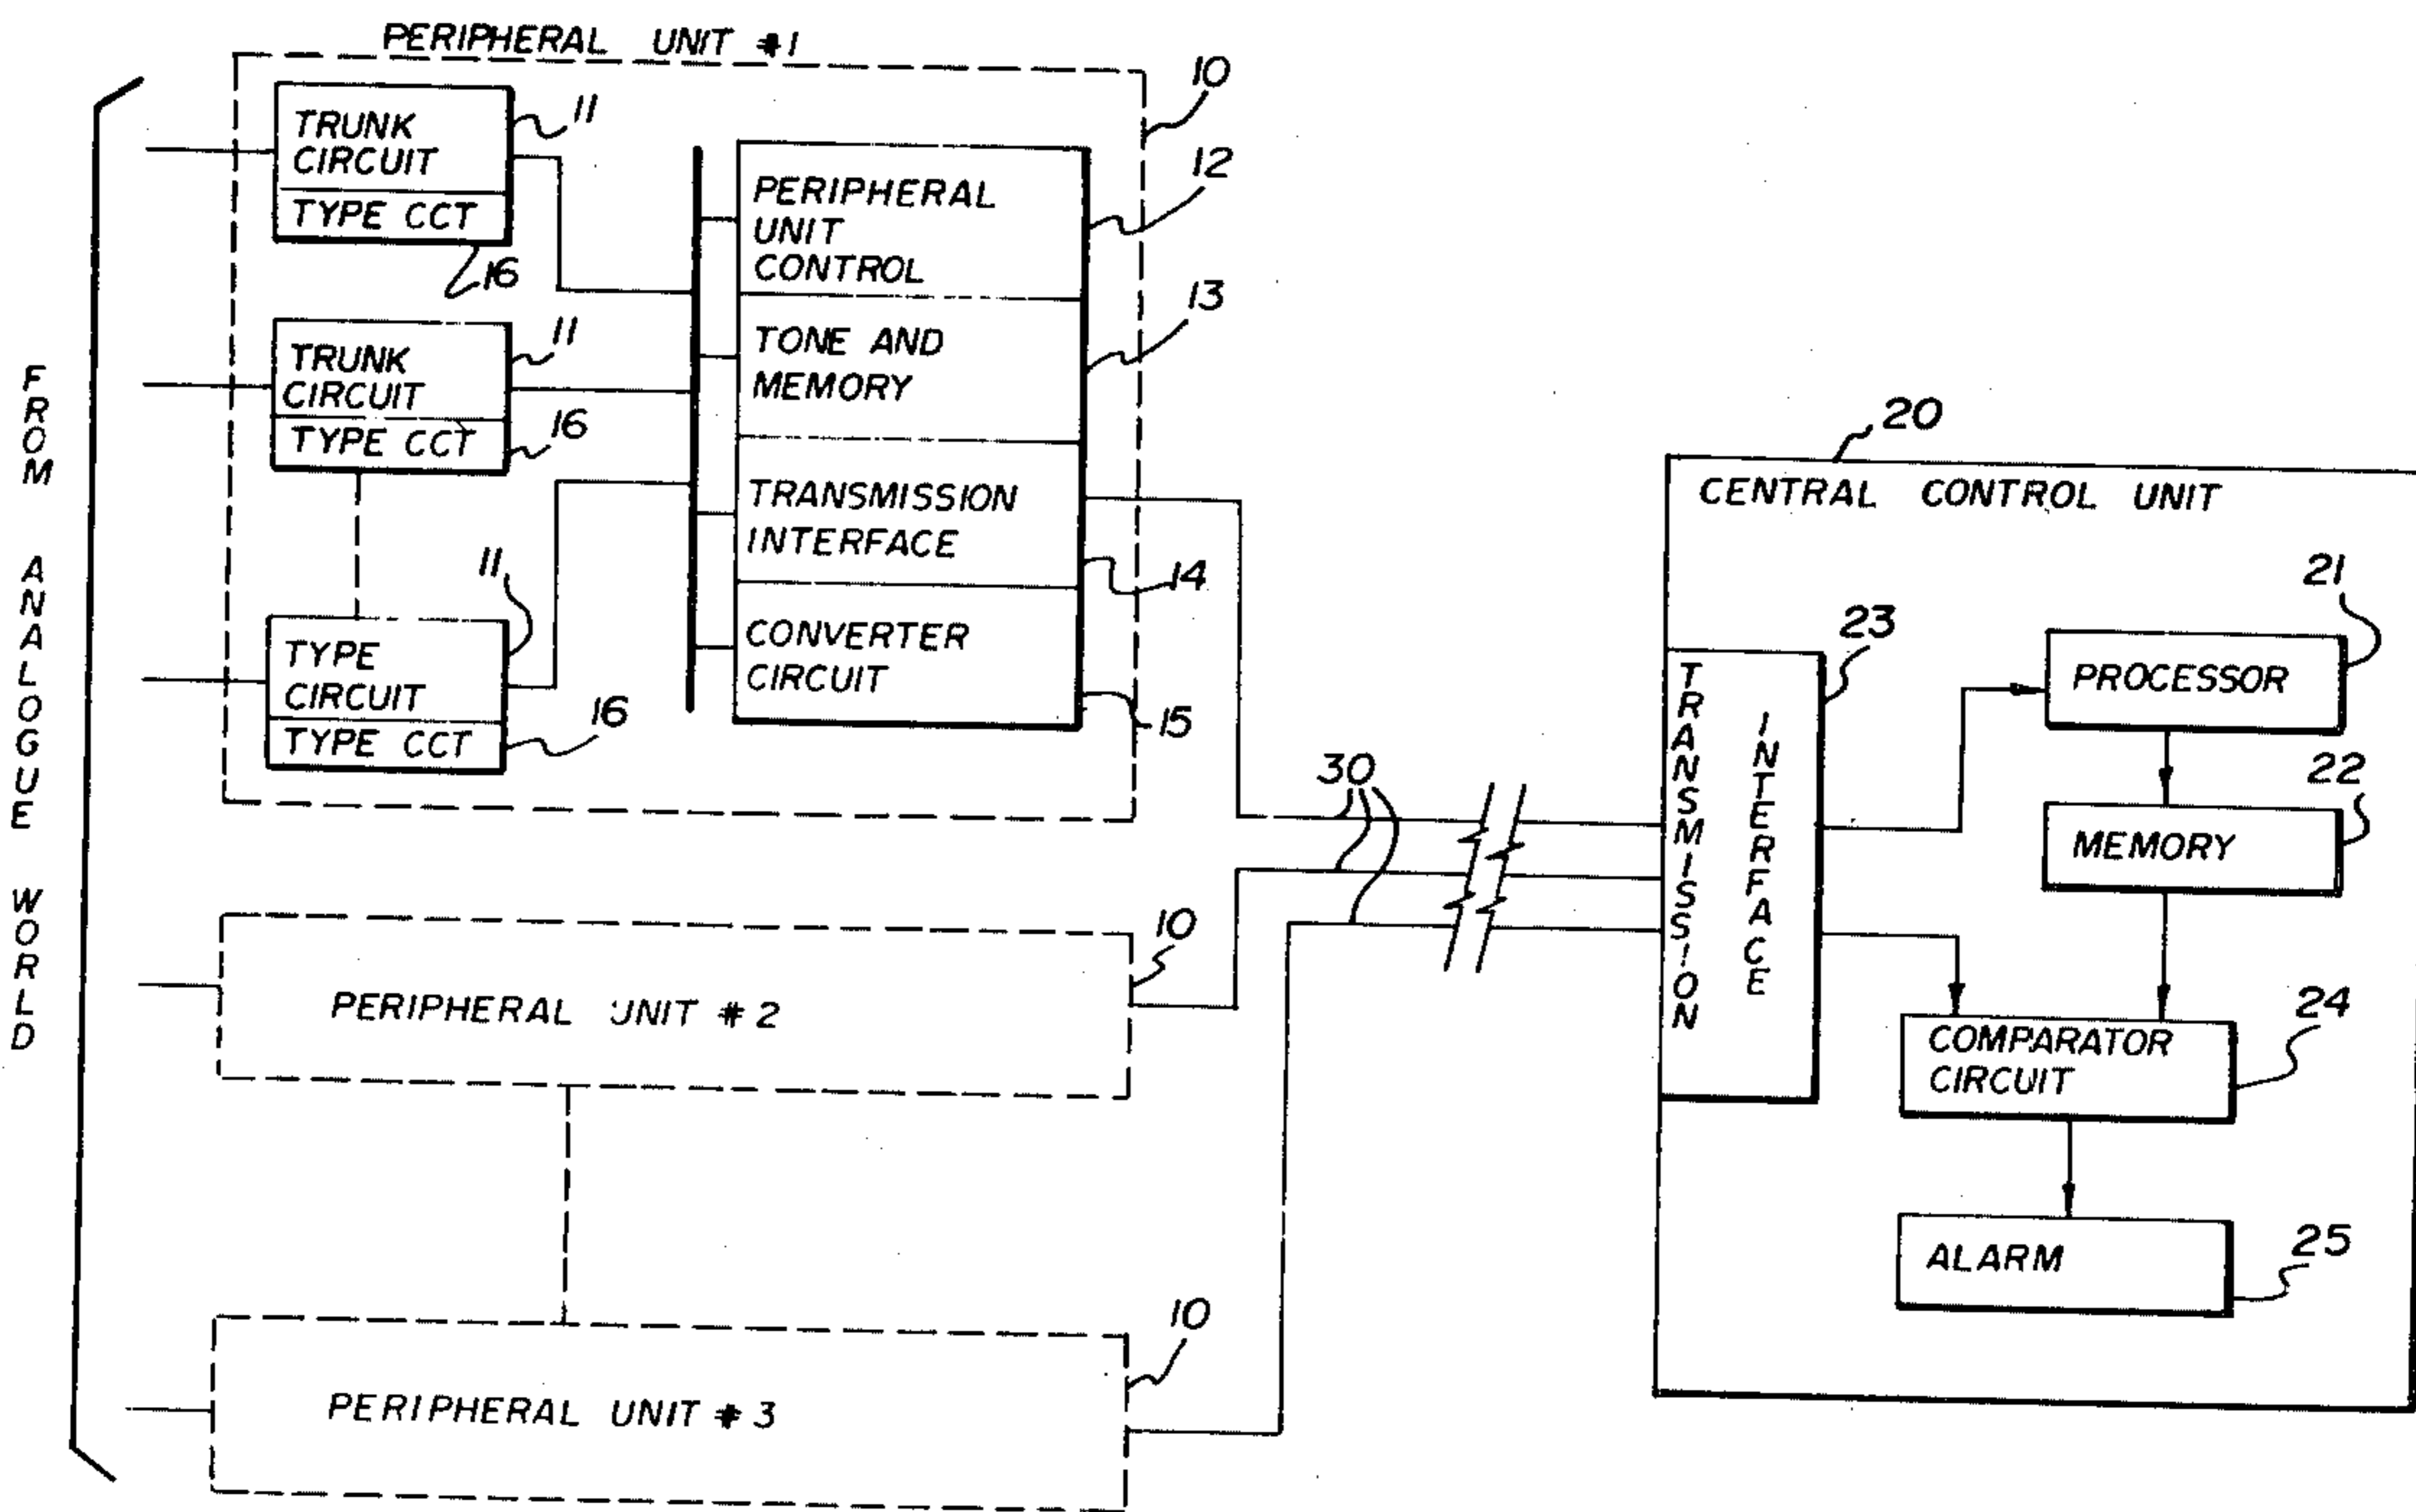 PERIPHERAL UNIT #1
10
TRUNK
CIRCUIT
TYPE CCT
11
16
TRUNK
CIRCUIT
TYPE CCT
11
16
TYPE
CIRCUIT
TYPE CCT
11
16
PERIPHERAL
UNIT
CONTROL
12
TONE AND
MEMORY
13
TRANSMISSION
INTERFACE
14
CONVERTER
CIRCUIT
15
FROM ANALOGUE WORLD
PERIPHERAL UNIT #2
10
PERIPHERAL UNIT #3
10
30
20
CENTRAL CONTROL UNIT
TRANSMISSION
INTERFACE
23
PROCESSOR
21
MEMORY
22
COMPARATOR
CIRCUIT
24
ALARM
25